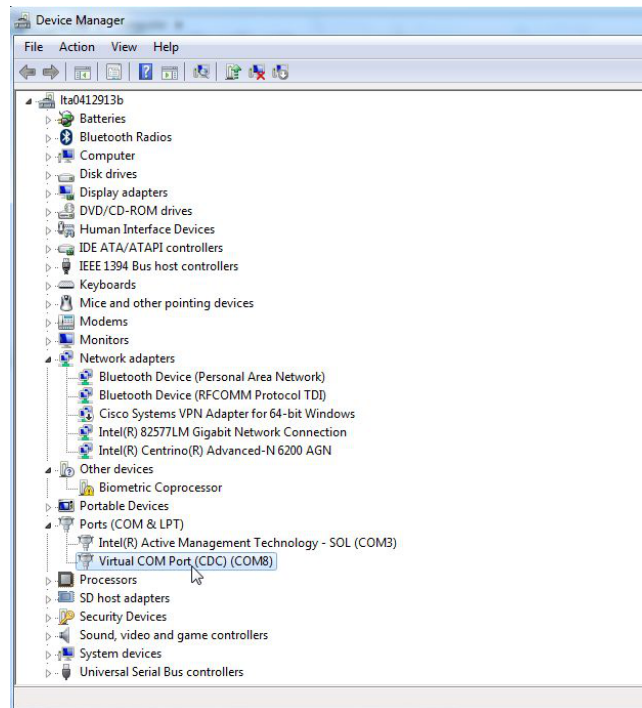 Device Manager
File Action View Help
lta0412913b
Batteries
Bluetooth Radios
Computer
Disk drives
Display adapters
DVD/CD-ROM drives
Human Interface Devices
IDE ATA/ATAPI controllers
IEEE 1394 Bus host controllers
Keyboards
Mice and other pointing devices
Modems
Monitors
Network adapters
Bluetooth Device (Personal Area Network)
Bluetooth Device (RFCOMM Protocol TDI)
Cisco Systems VPN Adapter for 64-bit Windows
Intel(R) 82577LM Gigabit Network Connection
Intel(R) Centrino(R) Advanced-N 6200 AGN
Other devices
Biometric Coprocessor
Portable Devices
Ports (COM & LPT)
Intel(R) Active Management Technology - SOL (COM3)
Virtual COM Port (CDC) (COM8)
Processors
SD host adapters
Security Devices
Sound, video and game controllers
System devices
Universal Serial Bus controllers